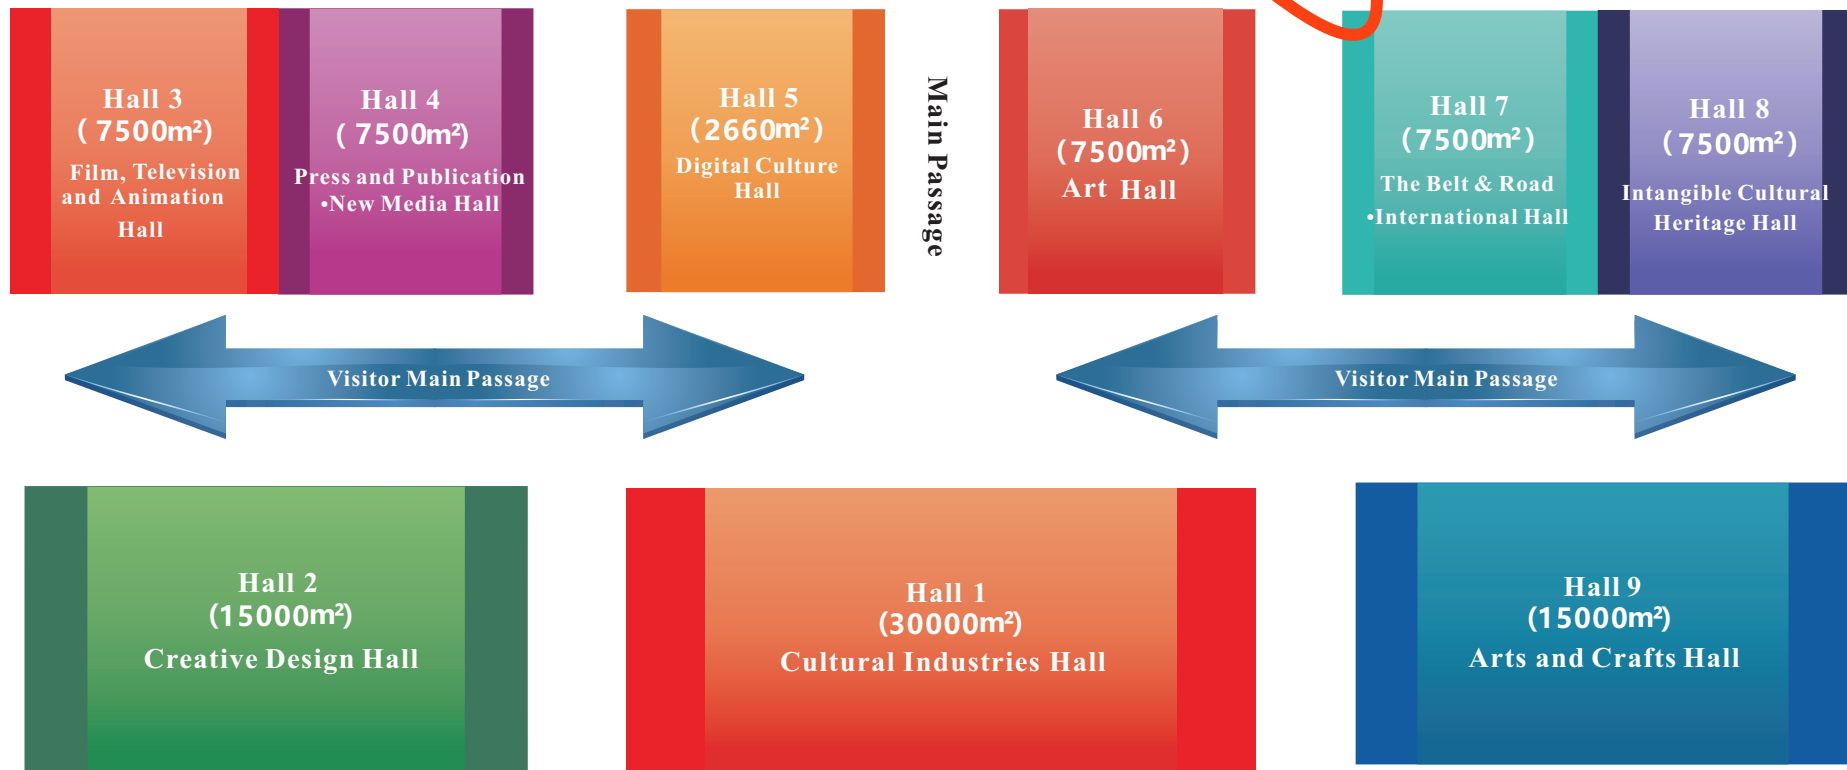 Hall 3
( 7500m²)
Film, Television
and Animation
Hall
Hall 4
( 7500m²)
Press and Publication
•New Media Hall
Hall 5
(2660m²)
Digital Culture
Hall
Main Passage
Hall 6
(7500m²)
Art Hall
Hall 7
(7500m²)
The Belt & Road
•International Hall
Hall 8
(7500m²)
Intangible Cultural
Heritage Hall
Visitor Main Passage
Visitor Main Passage
Hall 2
(15000m²)
Creative Design Hall
Hall 1
(30000m²)
Cultural Industries Hall
Hall 9
(15000m²)
Arts and Crafts Hall